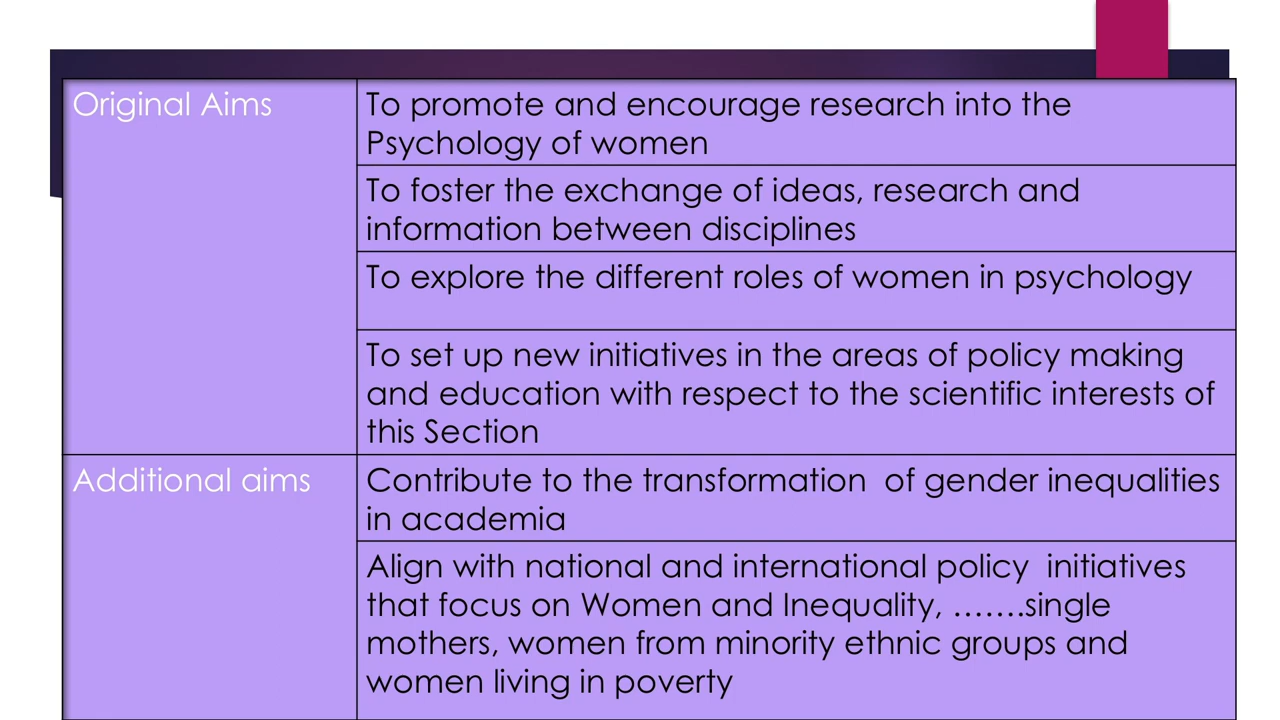 Original Aims
To promote and encourage research into the
Psychology of women
To foster the exchange of ideas, research and
information between disciplines
To explore the different roles of women in psychology
To set up new initiatives in the areas of policy making
and education with respect to the scientific interests of
this Section
Additional aims
Contribute to the transformation  of gender inequalities
in academia
Align with national and international policy  initiatives
that focus on Women and Inequality, …….single
mothers, women from minority ethnic groups and
women living in poverty